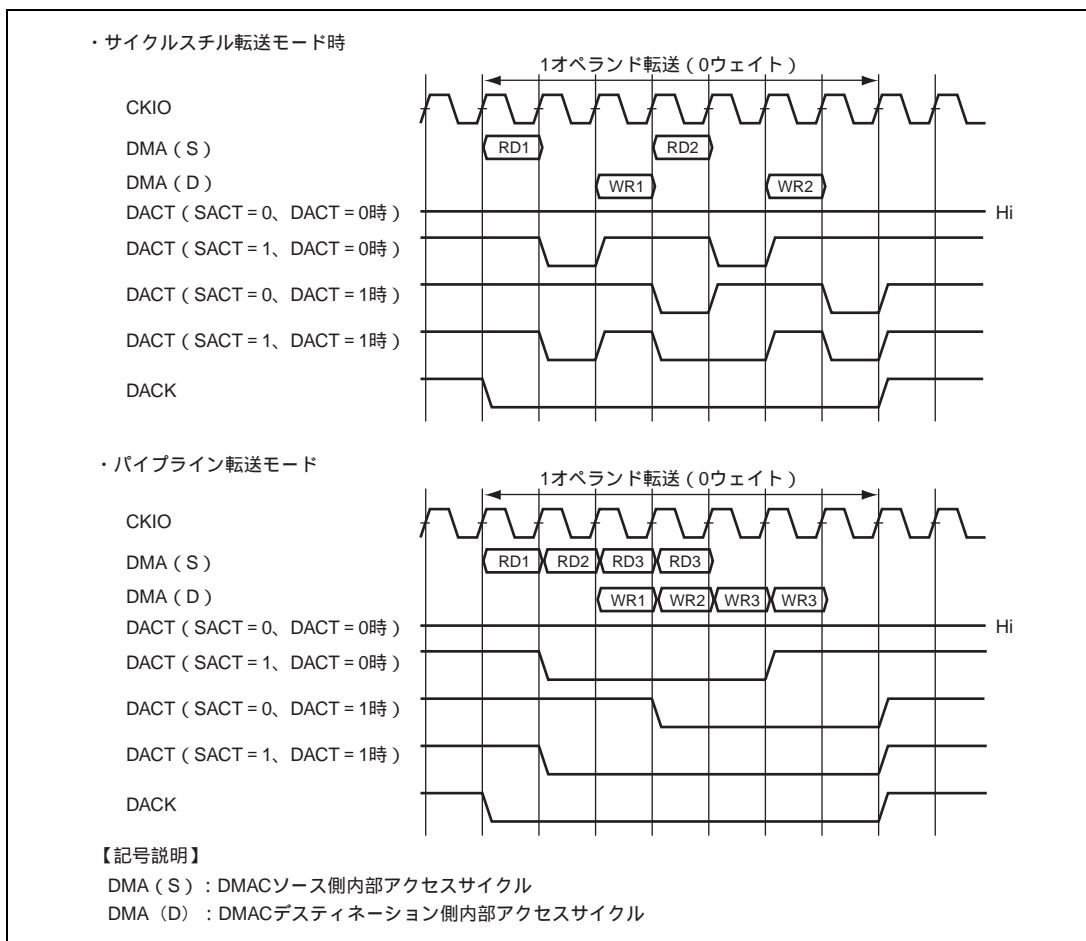 ・サイクルスチル転送モード時
1オペランド転送（0ウェイト）
CKIO
DMA（S） RD1 RD2
DMA（D） WR1 WR2
DACT（SACT = 0、DACT = 0時） Hi
DACT（SACT = 1、DACT = 0時）
DACT（SACT = 0、DACT = 1時）
DACT（SACT = 1、DACT = 1時）
DACK
・パイプライン転送モード
1オペランド転送（0ウェイト）
CKIO
DMA（S） RD1 RD2 RD3 RD3
DMA（D） WR1 WR2 WR3 WR3
DACT（SACT = 0、DACT = 0時） Hi
DACT（SACT = 1、DACT = 0時）
DACT（SACT = 0、DACT = 1時）
DACT（SACT = 1、DACT = 1時）
DACK
【記号説明】
DMA（S）：DMACソース側内部アクセスサイクル
DMA（D）：DMACデスティネーション側内部アクセスサイクル